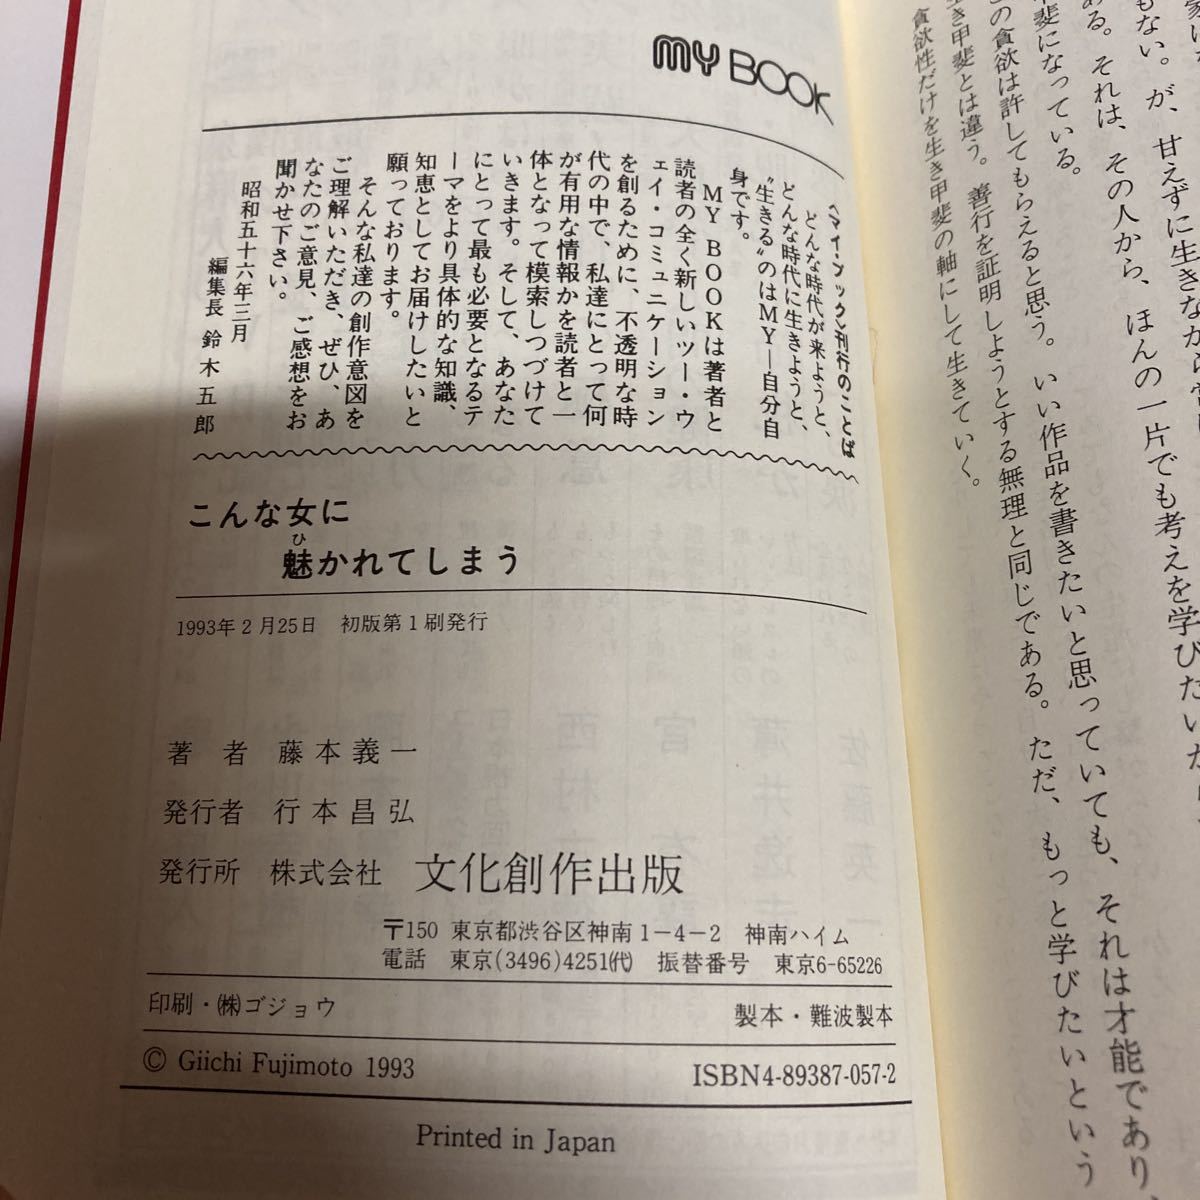 MY BOOK
〈マイ・ブック〉刊行のことば
どんな時代が来ようと、
どんな時代に生きようと、
〝生きる〟のはMY—自分自
身です。
MY BOOKは著者と
読者の全く新しいツー・ウ
ェイ・コミュニケーション
を創るために、不透明な時
代の中で、私達にとって何
が有用な情報かを読者と一
体となって模索しつづけて
いきます。そして、あなた
にとって最も必要となるテ
ーマをより具体的な知識、
知恵としてお届けしたいと
願っております。
そんな私達の創作意図を
ご理解いただき、ぜひ、あ
なたのご意見、ご感想をお
聞かせ下さい。
昭和五十六年三月
編集長 鈴木五郎
こんな女に
魅かれてしまう
ひ
1993年2月25日 初版第1刷発行
著 者 藤本義一
発行者 行本昌弘
発行所 株式会社 文化創作出版
〒150 東京都渋谷区神南1-4-2 神南ハイム
電話 東京(3496)4251㈹ 振替番号 東京6-65226
印刷・㈱ゴジョウ 製本・難波製本
© Giichi Fujimoto 1993 ISBN4-89387-057-2
Printed in Japan
もない。が、甘えずに生きながら
ある。それは、その人から、ほんの一片でも考えを学びたいか
斐になっている。
の貪欲は許してもらえると思う。いい作品を書きたいと思っていても、それは才能であり、
き甲斐とは違う。善行を証明しようとする無理と同じである。ただ、もっと学びたいという
貪欲性だけを生き甲斐の軸にして生きていく。